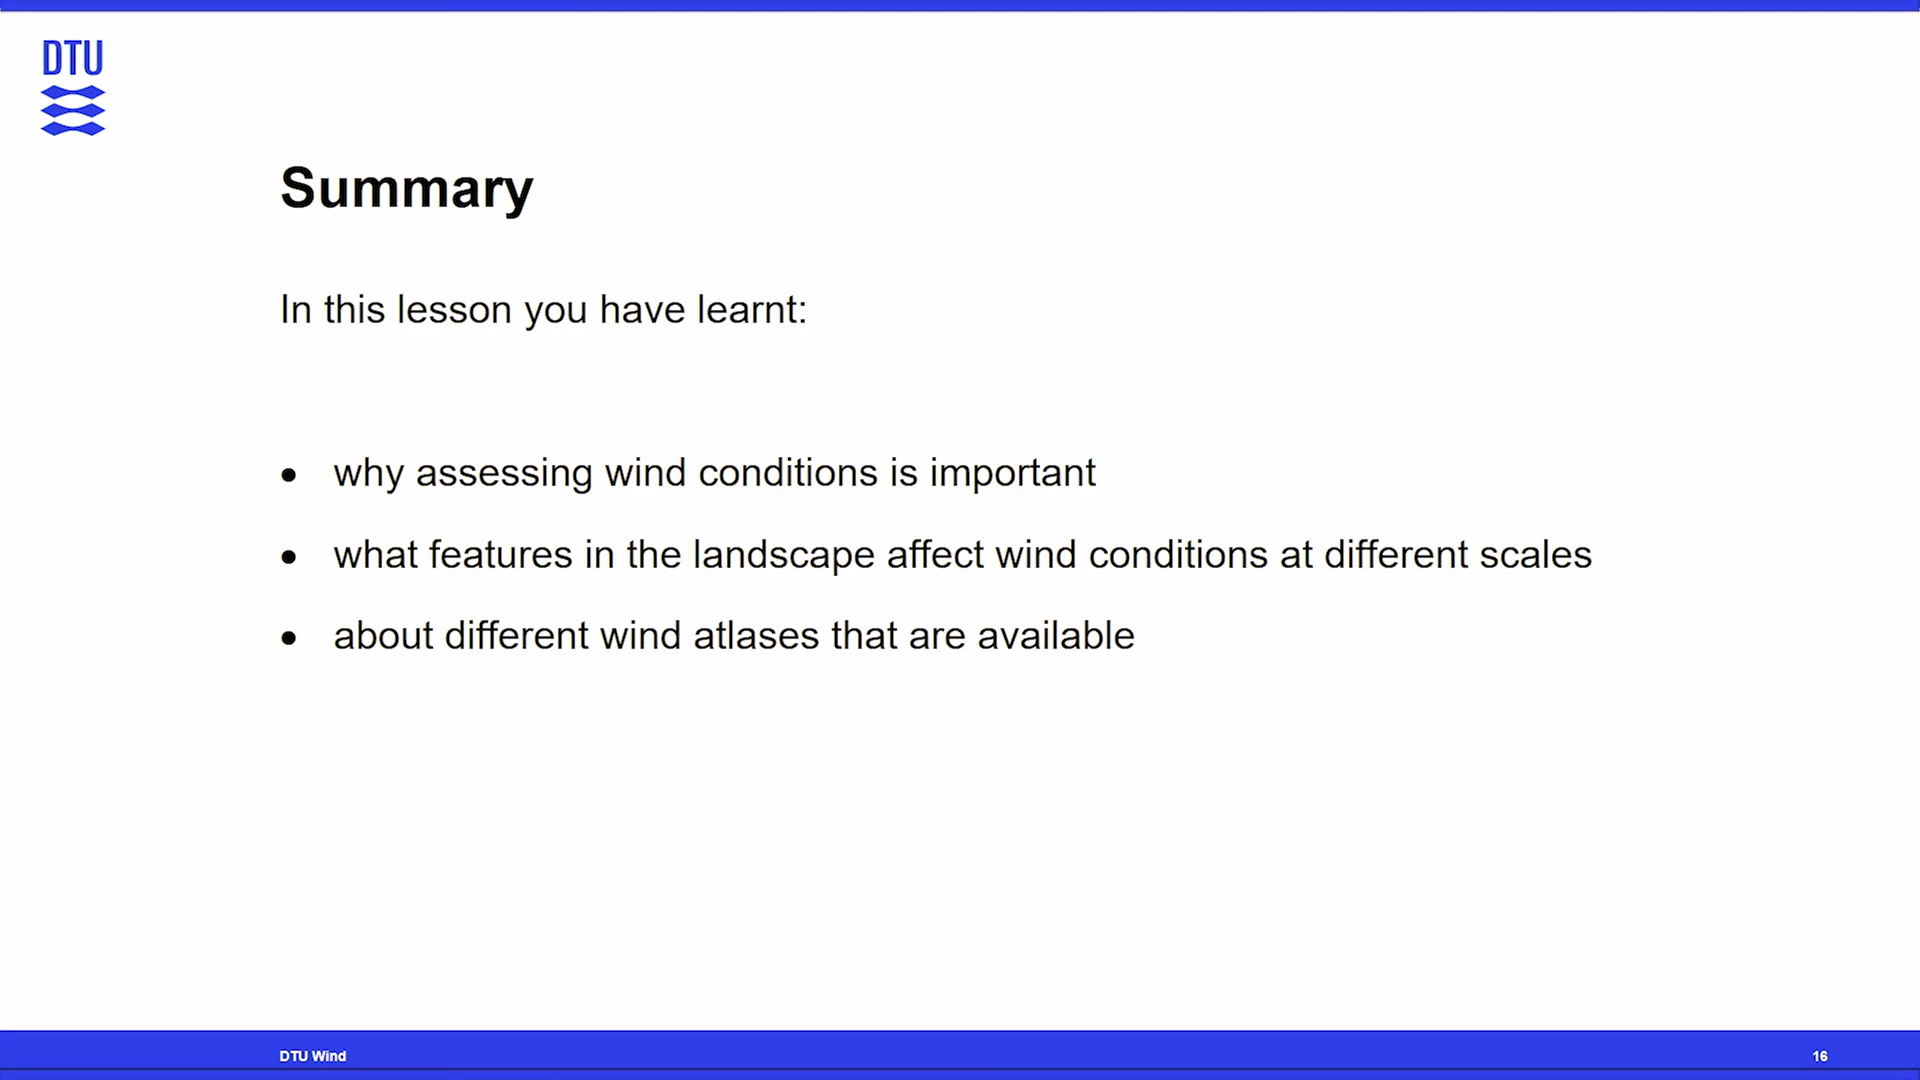 DTU
Summary
In this lesson you have learnt:
• why assessing wind conditions is important
• what features in the landscape affect wind conditions at different scales
• about different wind atlases that are available
DTU Wind
16